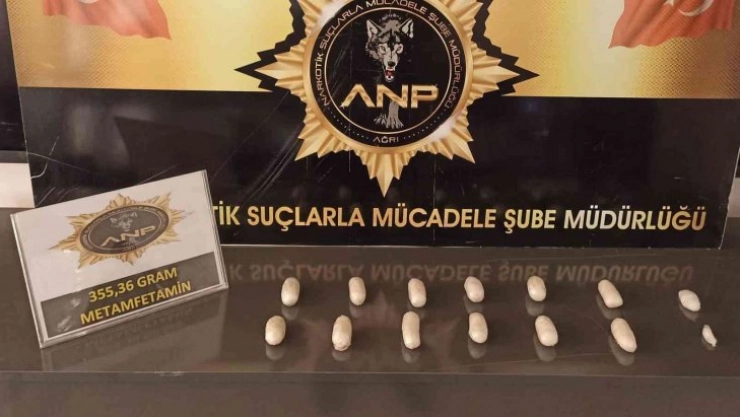 NARKOTİK SUÇLARLA MÜCADELE ŞUBE MÜDÜRLÜĞÜ
ANP
AĞRI
TİK SUÇLARLA MÜCADELE ŞUBE MÜDÜRLÜĞÜ
ANP
355,36 GRAM
METAMFETAMİN